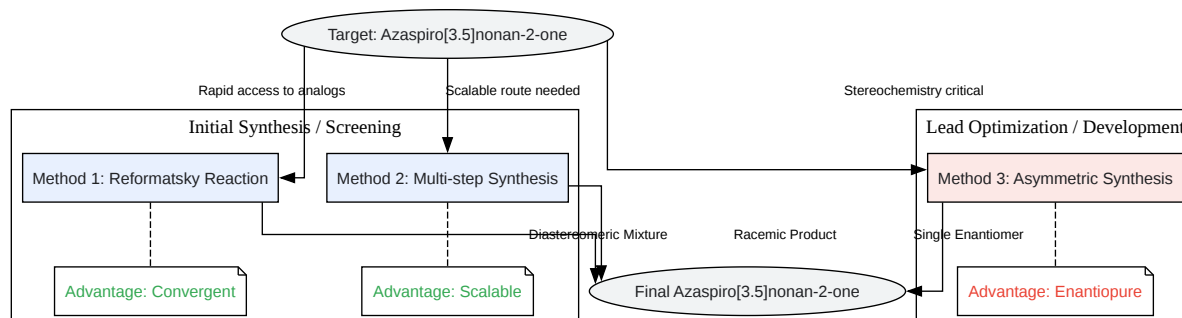 Target: Azaspiro[3.5]nonan-2-one
Rapid access to analogs
Scalable route needed
Stereochemistry critical
Initial Synthesis / Screening
Lead Optimization / Development
Method 1: Reformatsky Reaction
Method 2: Multi-step Synthesis
Method 3: Asymmetric Synthesis
Diastereomeric Mixture
Racemic Product
Single Enantiomer
Advantage: Convergent
Advantage: Scalable
Final Azaspiro[3.5]nonan-2-one
Advantage: Enantiopure